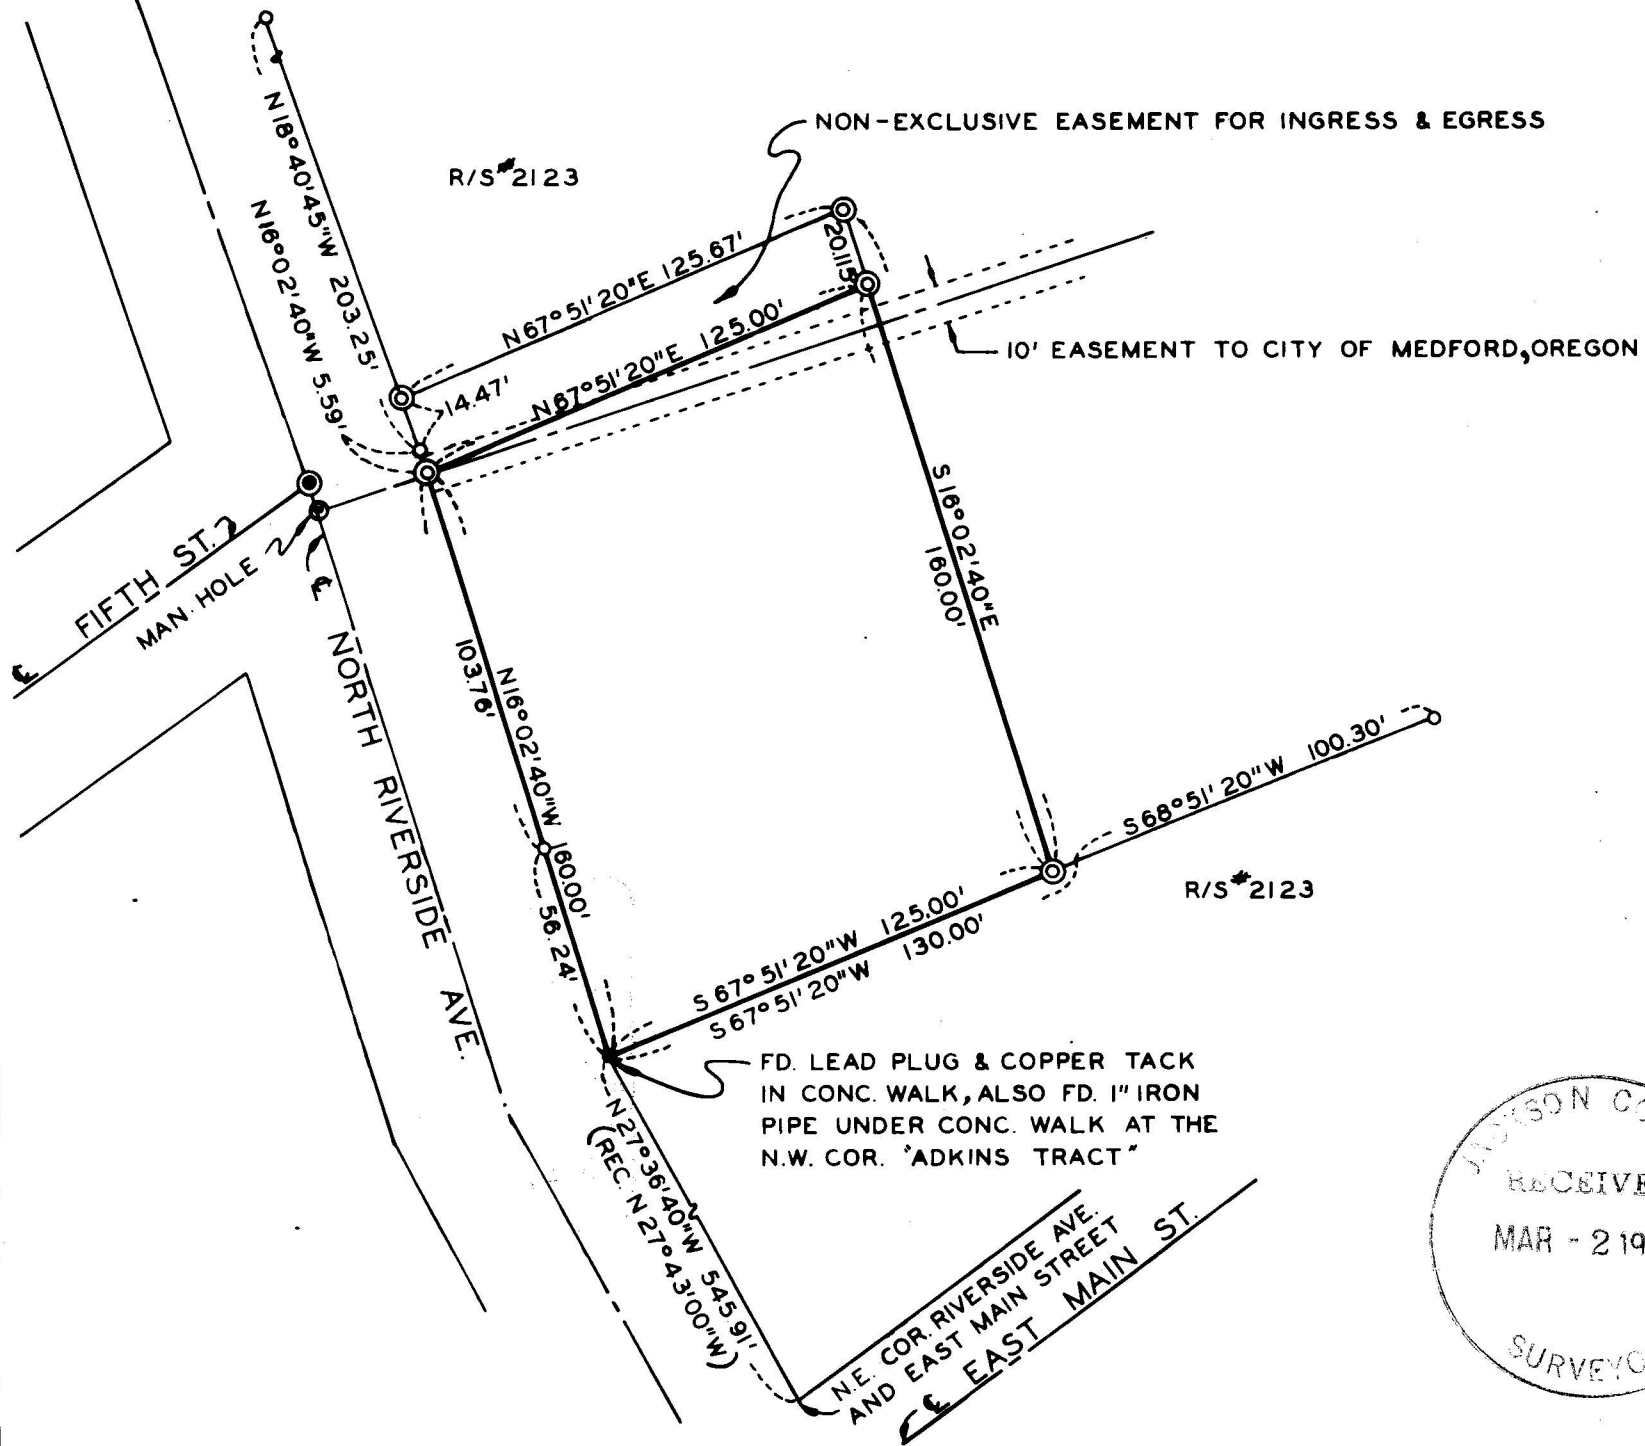 NON-EXCLUSIVE EASEMENT FOR INGRESS & EGRESS
R/S #2123
N18°40'45"W 203.25'
N16°02'40"W 5.59'
N67°51'20"E 125.67'
20.115
N67°51'20"E 125.00'
14.47'
10' EASEMENT TO CITY OF MEDFORD, OREGON
FIFTH ST.
MAN. HOLE
℄
℄ NORTH RIVERSIDE AVE.
S16°02'40"E
160.00'
N16°02'40"W 160.00'
103.76'
56.24'
S68°51'20"W 100.30'
R/S #2123
S 67° 51' 20"W 125.00'
S 67° 51' 20"W 130.00'
FD. LEAD PLUG & COPPER TACK
IN CONC. WALK, ALSO FD. 1" IRON
PIPE UNDER CONC. WALK AT THE
N.W. COR. "ADKINS TRACT"
N27°36'40"W 545.91'
(REC. N 27°43'00"W)
N.E. COR. RIVERSIDE AVE.
AND EAST MAIN STREET
℄ EAST MAIN ST.
JACKSON CO
RECEIVE
MAR - 2 19
SURVEYO